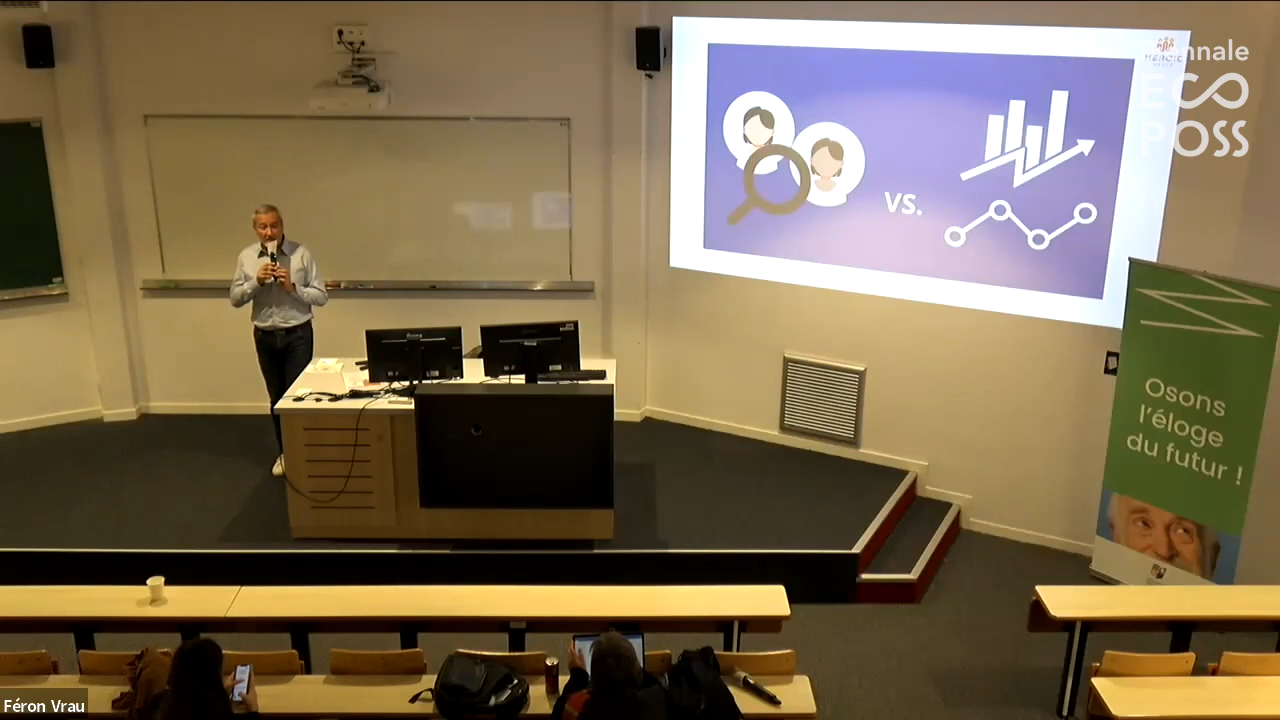 nnale
ECO
POSS
VS.
Osons
l'éloge
du futur !
Féron Vrau